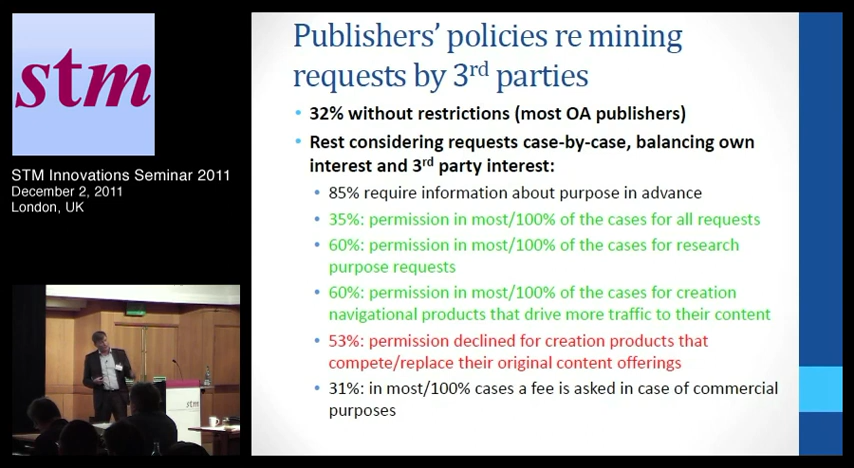 stm
STM Innovations Seminar 2011
December 2, 2011
London, UK
stm
Publishers' policies re mining
requests by 3rd parties
• 32% without restrictions (most OA publishers)
• Rest considering requests case-by-case, balancing own
interest and 3rd party interest:
• 85% require information about purpose in advance
• 35%: permission in most/100% of the cases for all requests
• 60%: permission in most/100% of the cases for research
purpose requests
• 60%: permission in most/100% of the cases for creation
navigational products that drive more traffic to their content
• 53%: permission declined for creation products that
compete/replace their original content offerings
• 31%: in most/100% cases a fee is asked in case of commercial
purposes